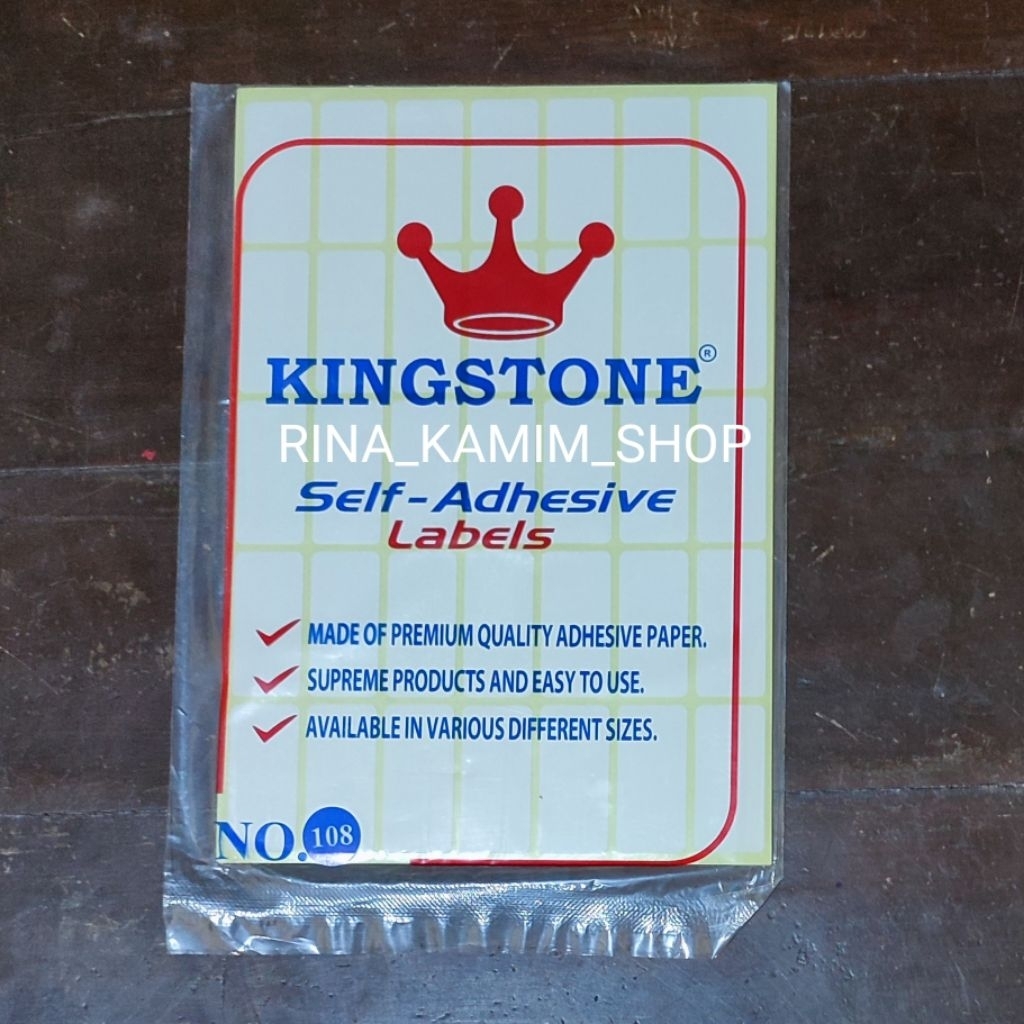 KINGSTONE®
RINA_KAMIM_SHOP
Self-Adhesive
Labels
MADE OF PREMIUM QUALITY ADHESIVE PAPER.
SUPREME PRODUCTS AND EASY TO USE.
AVAILABLE IN VARIOUS DIFFERENT SIZES.
NO. 108